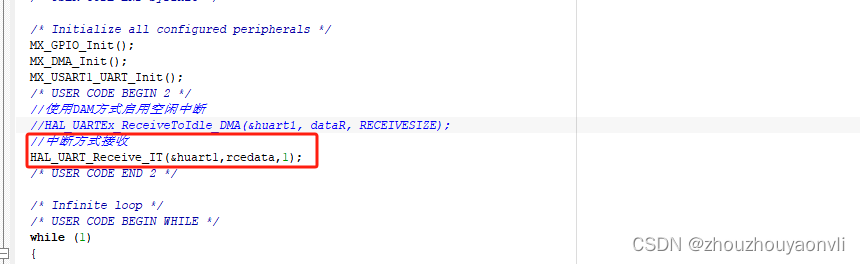 /* Initialize all configured peripherals */
MX_GPIO_Init();
MX_DMA_Init();
MX_USART1_UART_Init();
/* USER CODE BEGIN 2 */
//使用DAM方式启用空闲中断
//HAL_UARTEx_ReceiveToIdle_DMA(&huart1, dataR, RECEIVESIZE);
//中断方式接收
HAL_UART_Receive_IT(&huart1,rcedata,1);
/* USER CODE END 2 */
/* Infinite loop */
/* USER CODE BEGIN WHILE */
while (1)
{
CSDN @zhouzhouyaonvli